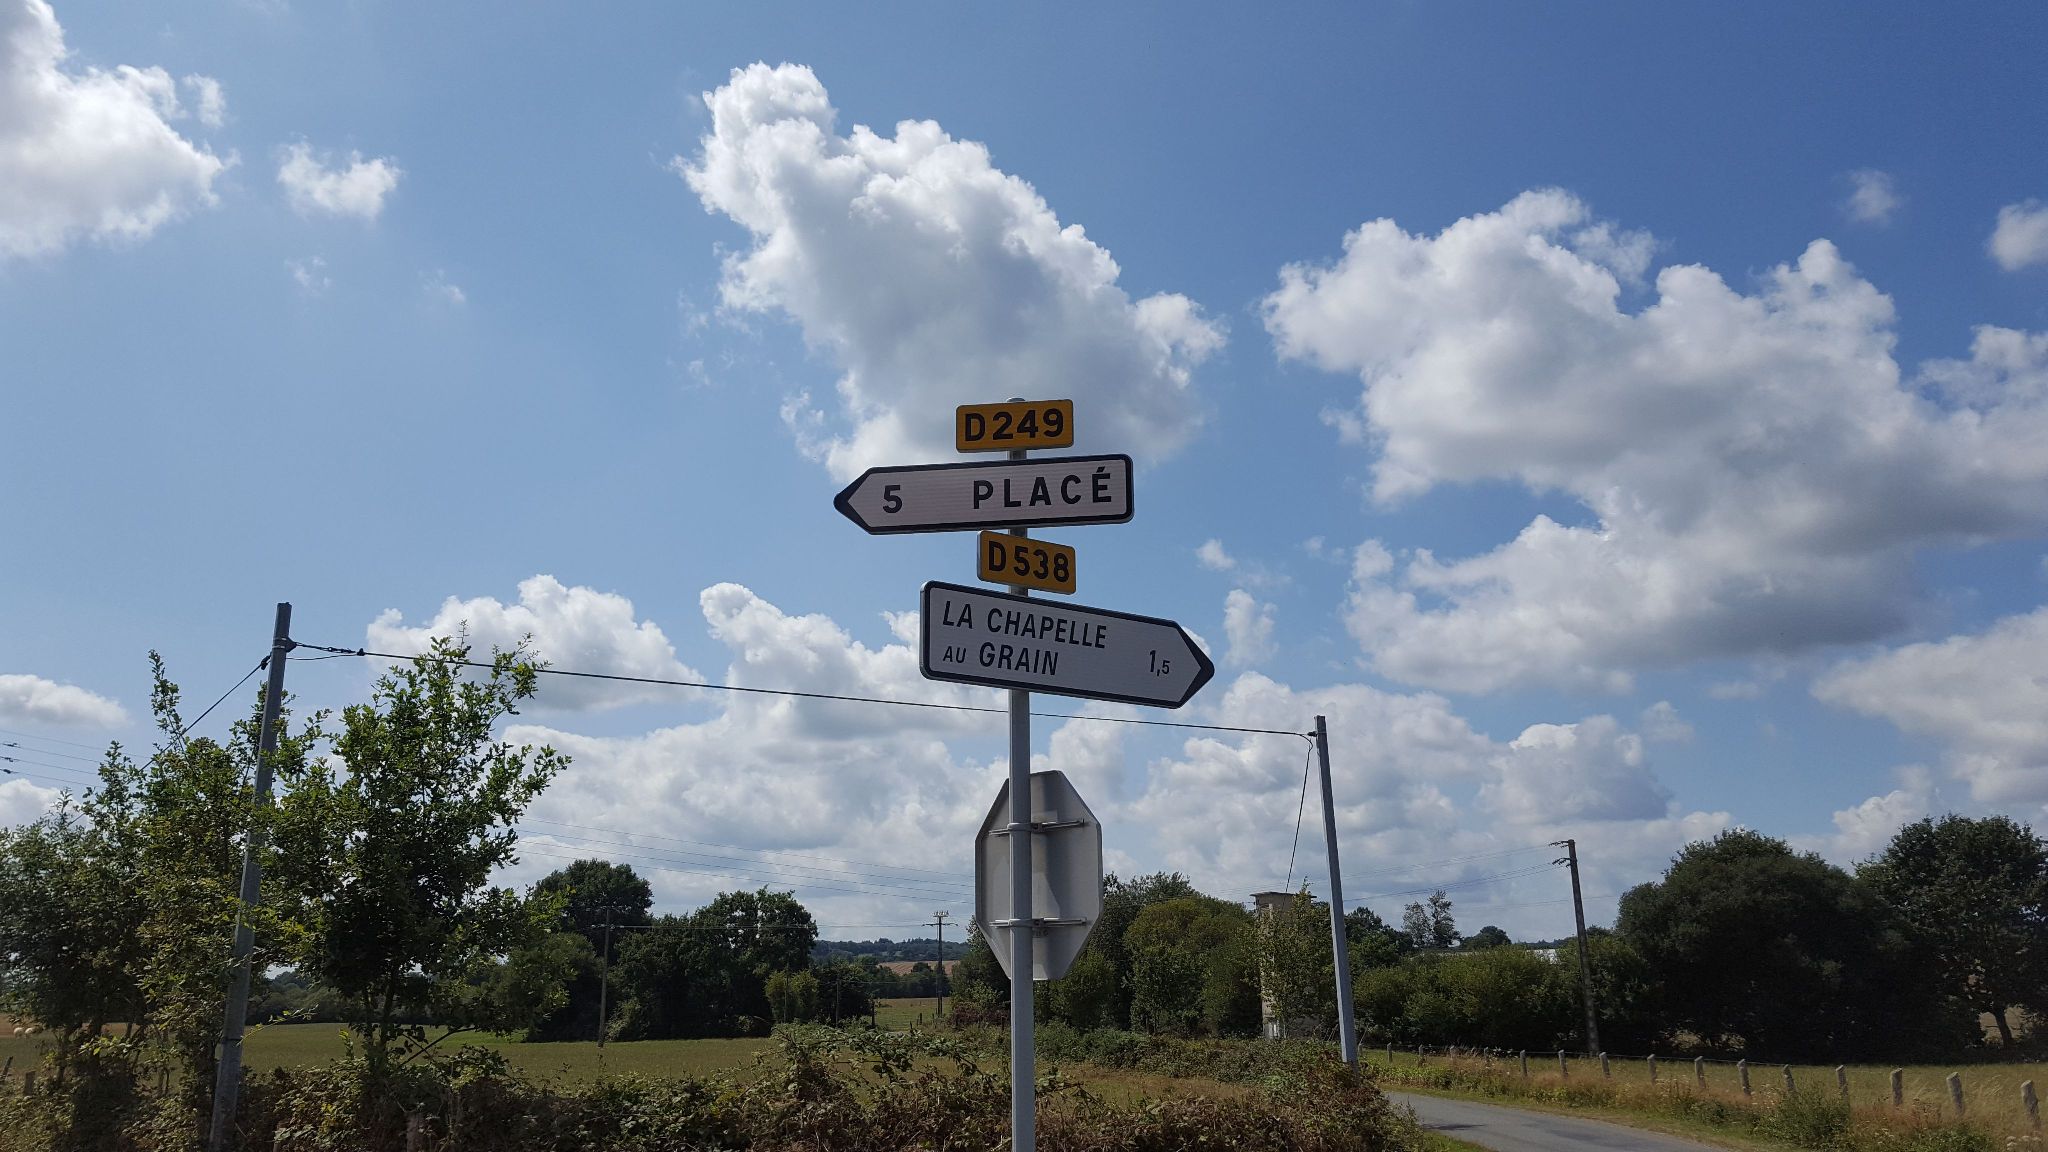 D249
5 PLACÉ
D538
LA CHAPELLE
AU GRAIN 1,5